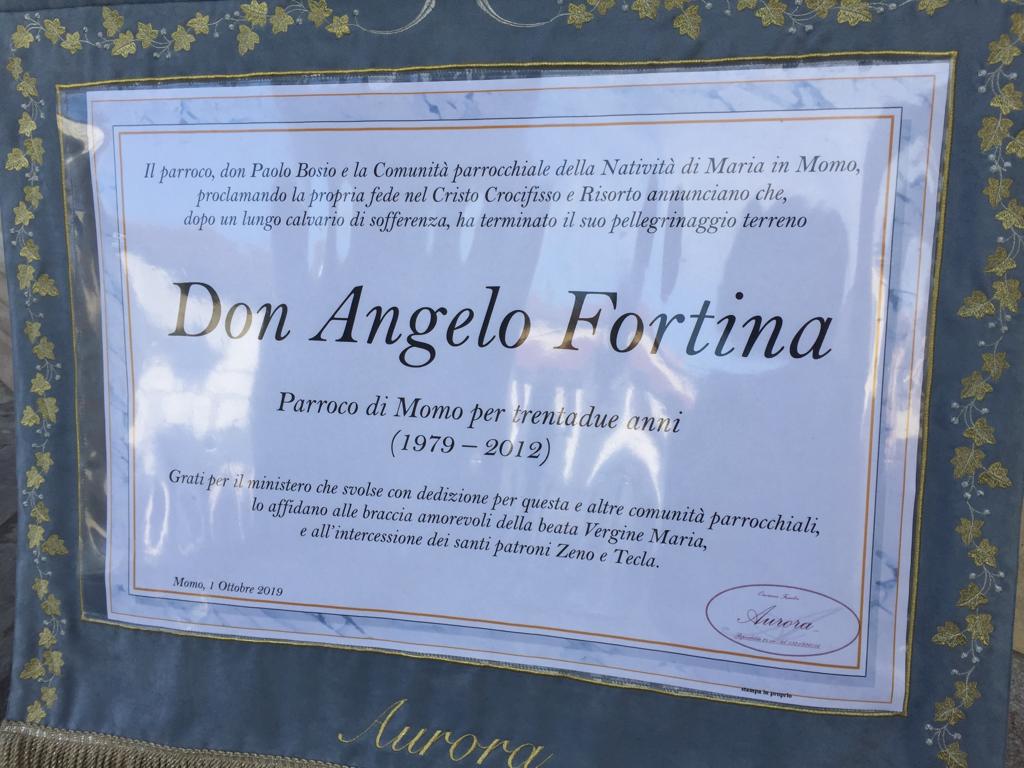 Il parroco, don Paolo Bosio e la Comunità parrocchiale della Natività di Maria in Momo,
proclamando la propria fede nel Cristo Crocifisso e Risorto annunciano che,
dopo un lungo calvario di sofferenza, ha terminato il suo pellegrinaggio terreno
Don Angelo Fortina
Parroco di Momo per trentadue anni
(1979 – 2012)
Grati per il ministero che svolse con dedizione per questa e altre comunità parrocchiali,
lo affidano alle braccia amorevoli della beata Vergine Maria,
e all'intercessione dei santi patroni Zeno e Tecla.
Momo, 1 Ottobre 2019
Aurora
stampa in proprio
Aurora